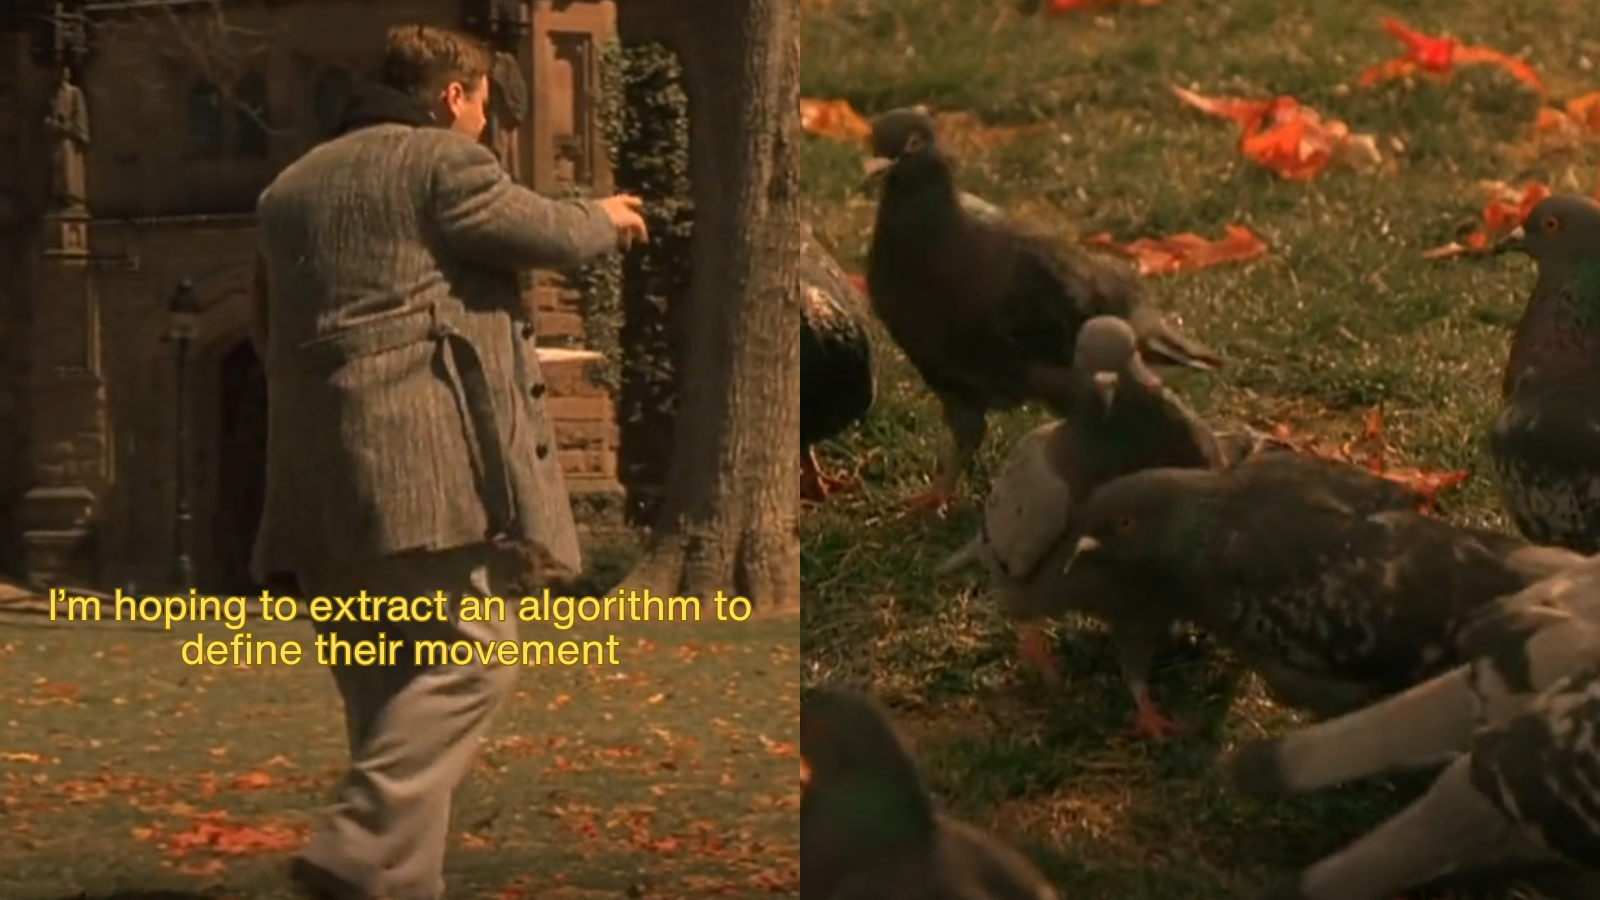 I’m hoping to extract an algorithm to
define their movement